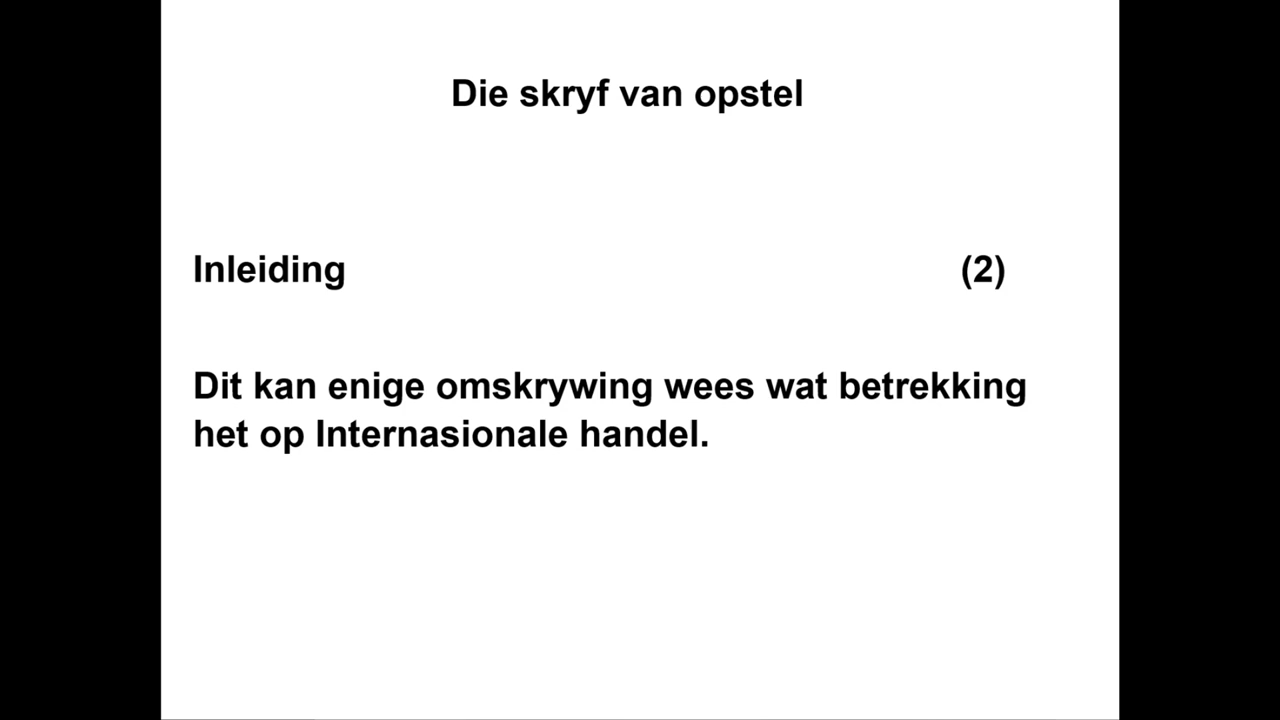 Die skryf van opstel
Inleiding (2)
Dit kan enige omskrywing wees wat betrekking
het op Internasionale handel.